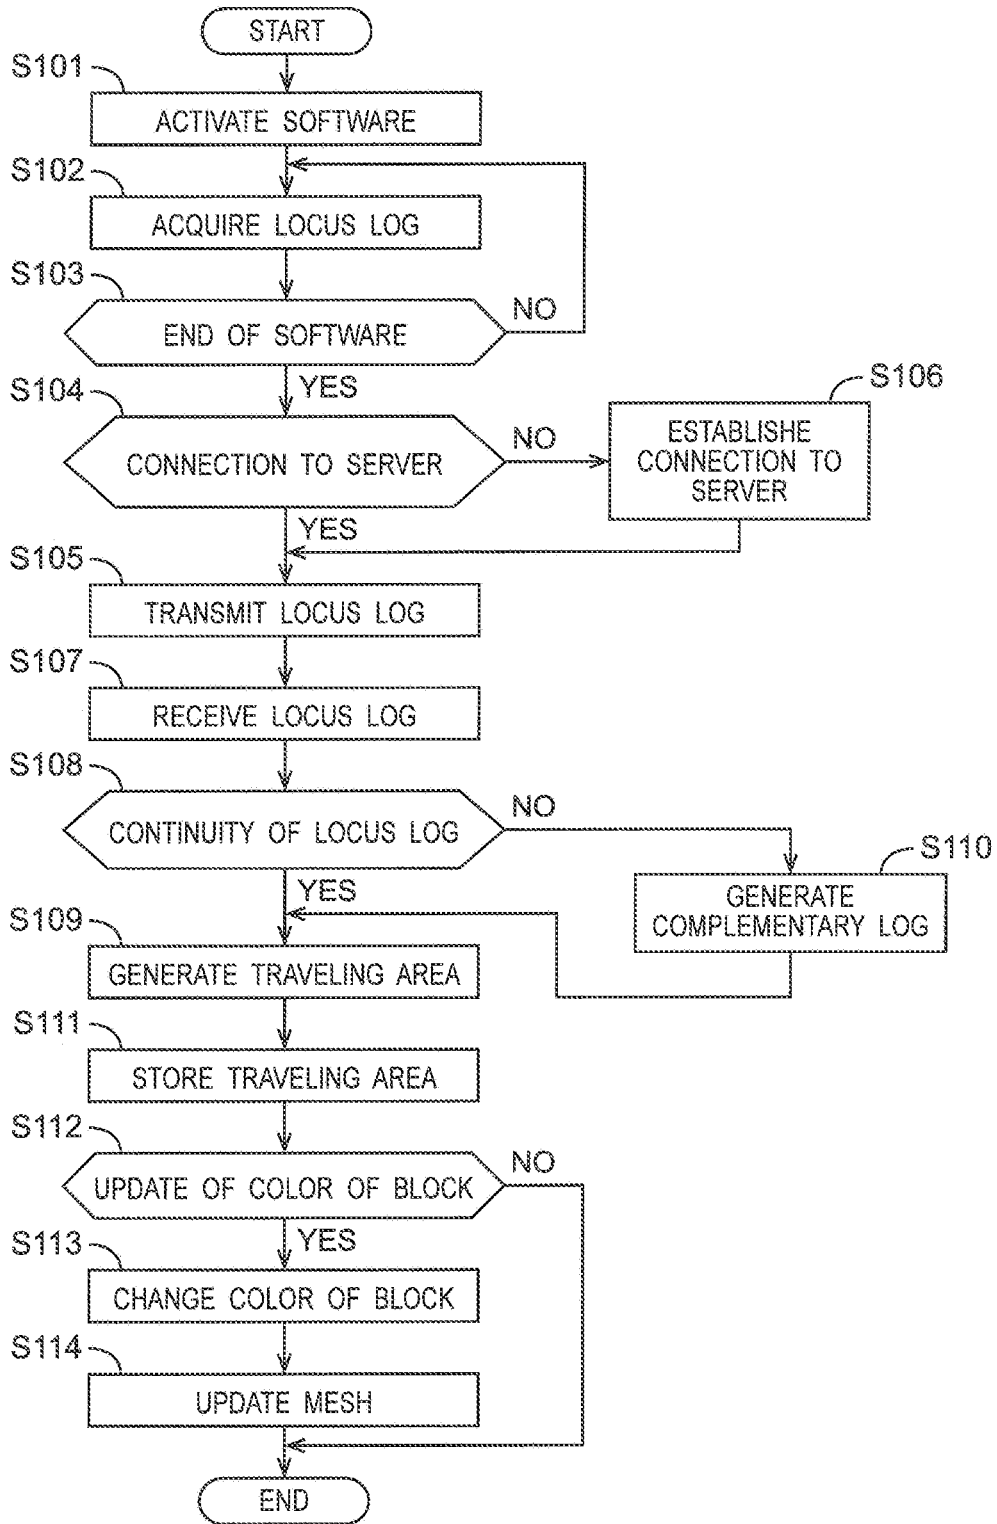 START
S101
ACTIVATE SOFTWARE
S102
ACQUIRE LOCUS LOG
S103
END OF SOFTWARE
NO
YES
S104
CONNECTION TO SERVER
NO
S106
ESTABLISHE
CONNECTION TO
SERVER
YES
S105
TRANSMIT LOCUS LOG
S107
RECEIVE LOCUS LOG
S108
CONTINUITY OF LOCUS LOG
NO
S110
GENERATE
COMPLEMENTARY LOG
YES
S109
GENERATE TRAVELING AREA
S111
STORE TRAVELING AREA
S112
UPDATE OF COLOR OF BLOCK
NO
YES
S113
CHANGE COLOR OF BLOCK
S114
UPDATE MESH
END